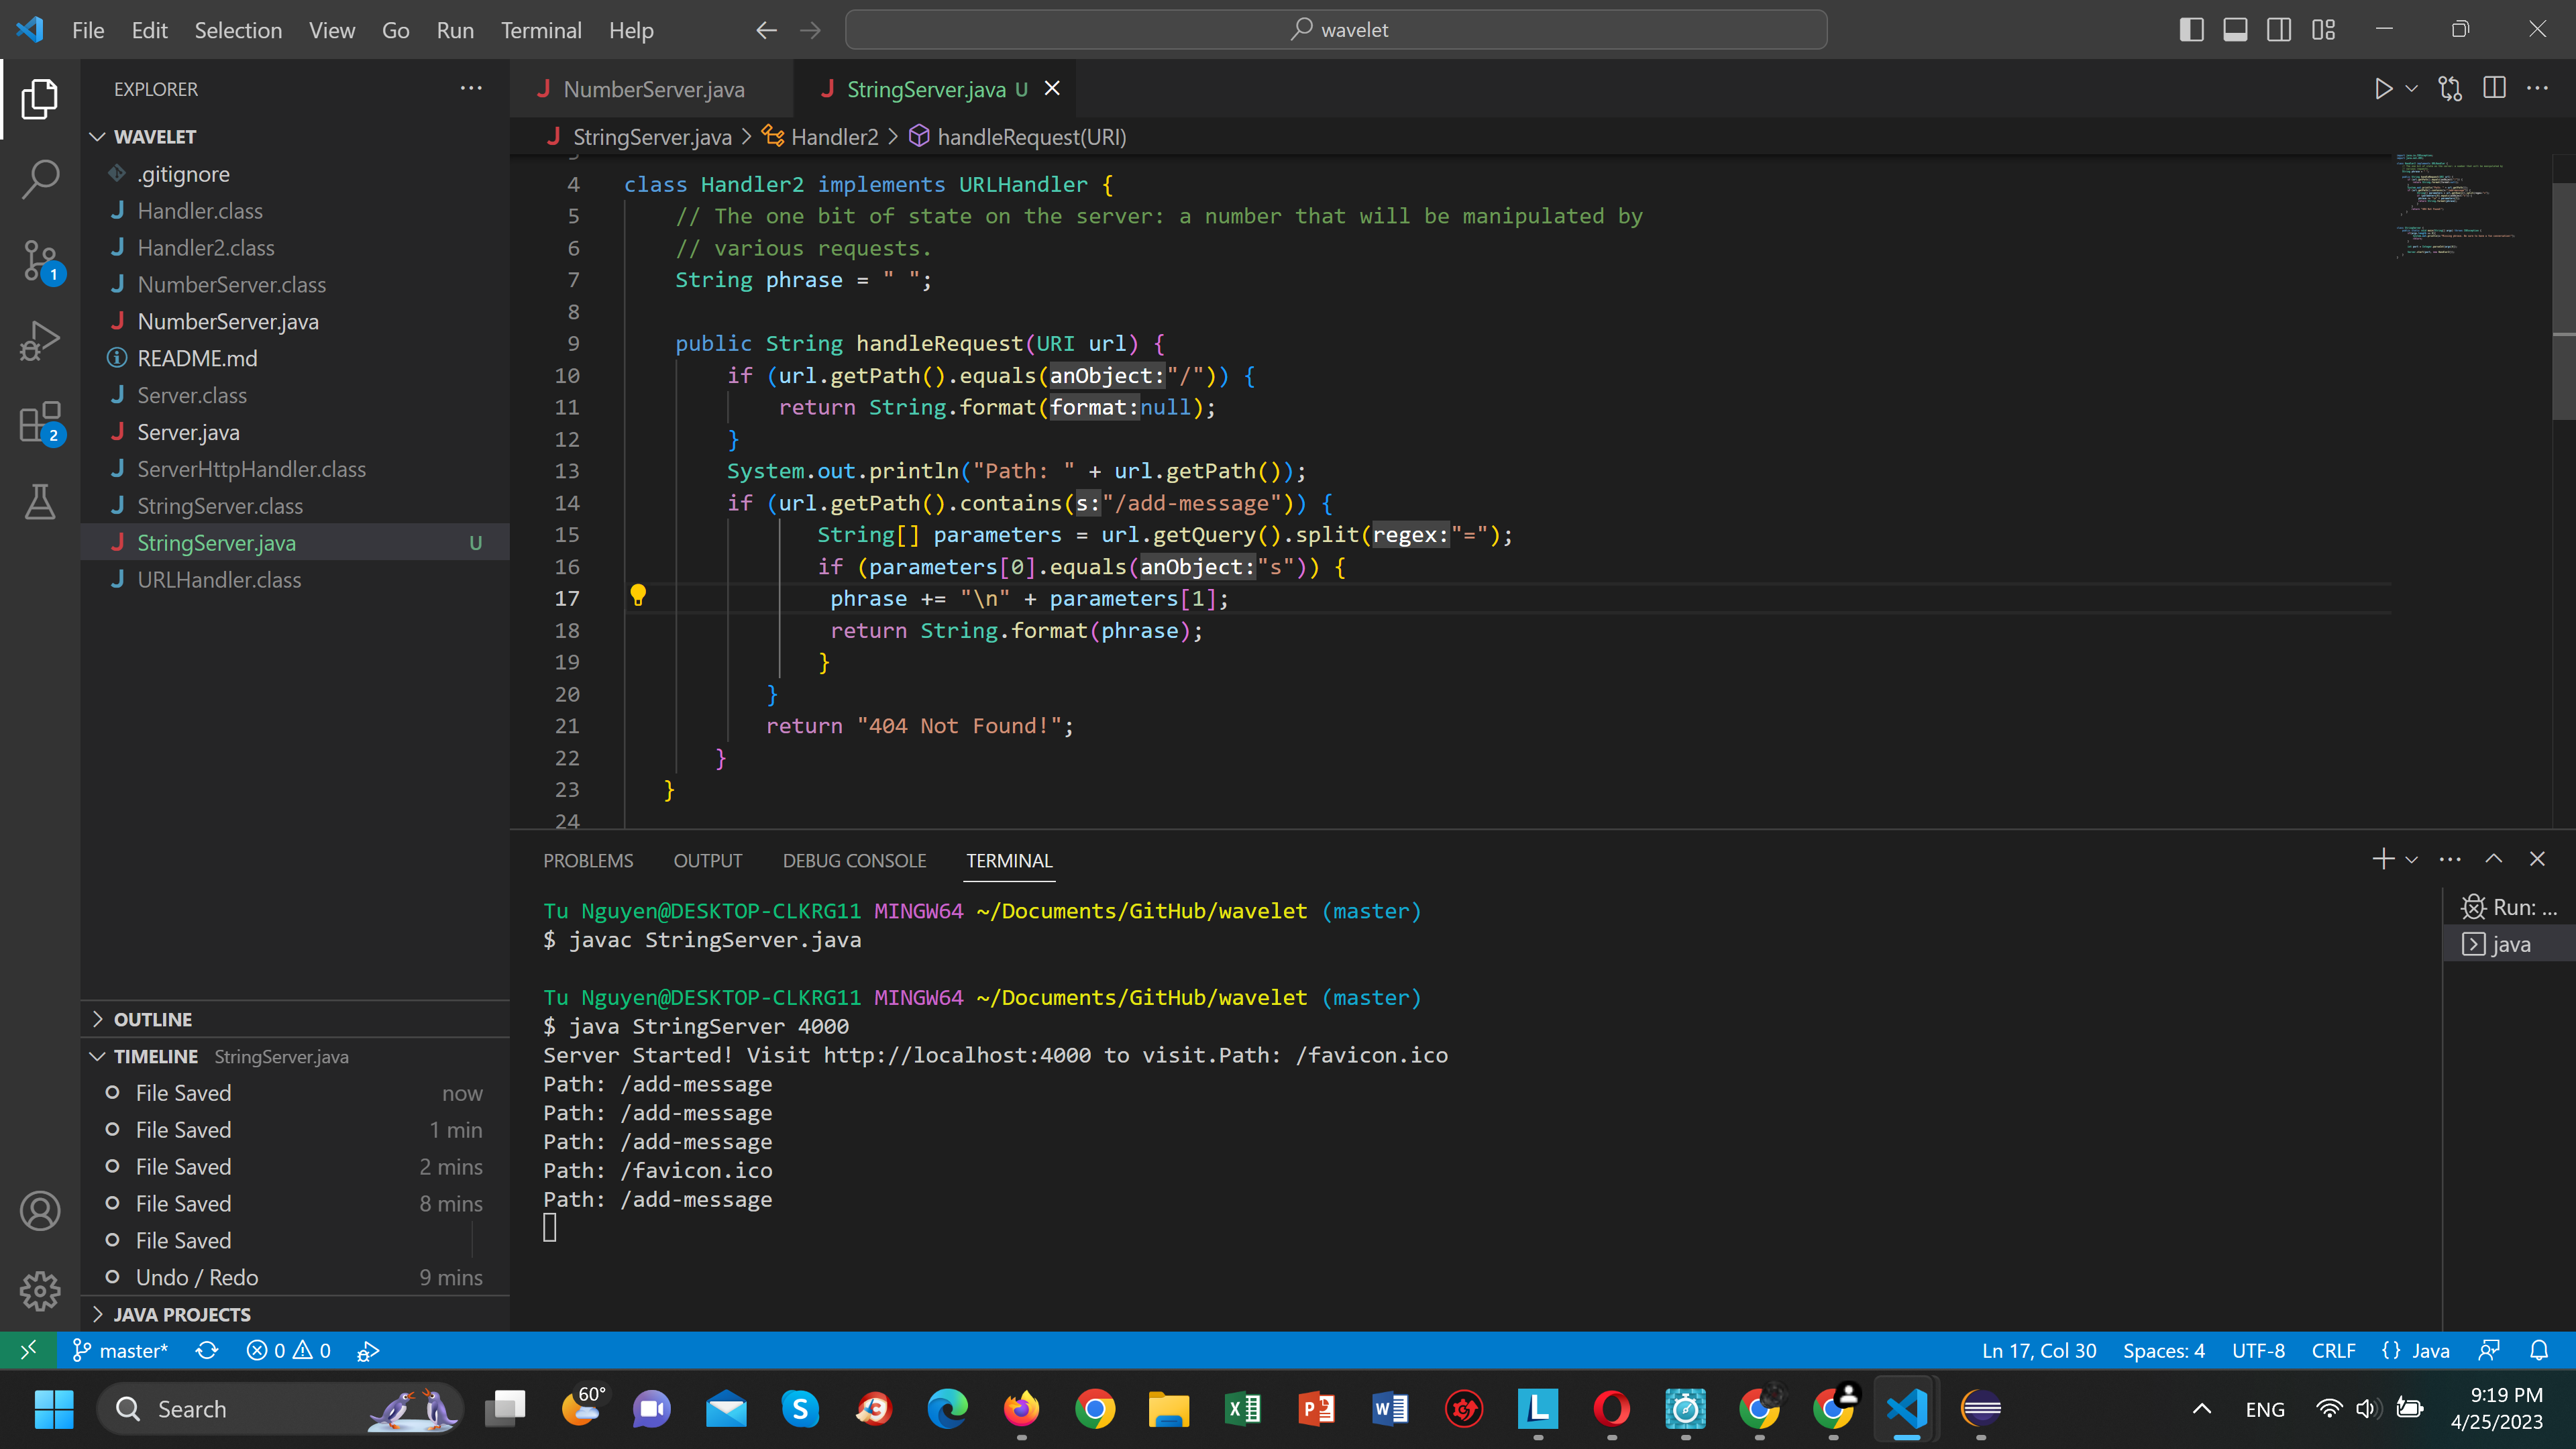 File Edit Selection View Go Run Terminal Help
wavelet
EXPLORER
WAVELET
.gitignore
Handler.class
Handler2.class
NumberServer.class
NumberServer.java
README.md
Server.class
Server.java
ServerHttpHandler.class
StringServer.class
StringServer.java U
URLHandler.class
1
2
OUTLINE
TIMELINE StringServer.java
File Saved now
File Saved 1 min
File Saved 2 mins
File Saved 8 mins
File Saved
Undo / Redo 9 mins
JAVA PROJECTS
NumberServer.java
StringServer.java U
StringServer.java > Handler2 > handleRequest(URI)
4 class Handler2 implements URLHandler {
5 // The one bit of state on the server: a number that will be manipulated by
6 // various requests.
7 String phrase = " ";
8
9 public String handleRequest(URI url) {
10 if (url.getPath().equals(anObject:"/")) {
11 return String.format(format:null);
12 }
13 System.out.println("Path: " + url.getPath());
14 if (url.getPath().contains(s:"/add-message")) {
15 String[] parameters = url.getQuery().split(regex:"=");
16 if (parameters[0].equals(anObject:"s")) {
17 phrase += "\n" + parameters[1];
18 return String.format(phrase);
19 }
20 }
21 return "404 Not Found!";
22 }
23 }
24
PROBLEMS OUTPUT DEBUG CONSOLE TERMINAL
Tu Nguyen@DESKTOP-CLKRG11 MINGW64 ~/Documents/GitHub/wavelet (master)
$ javac StringServer.java
Tu Nguyen@DESKTOP-CLKRG11 MINGW64 ~/Documents/GitHub/wavelet (master)
$ java StringServer 4000
Server Started! Visit http://localhost:4000 to visit.Path: /favicon.ico
Path: /add-message
Path: /add-message
Path: /add-message
Path: /favicon.ico
Path: /add-message
Run: ...
java
master* 0 0
Ln 17, Col 30 Spaces: 4 UTF-8 CRLF {} Java
Search
60°
ENG
9:19 PM
4/25/2023